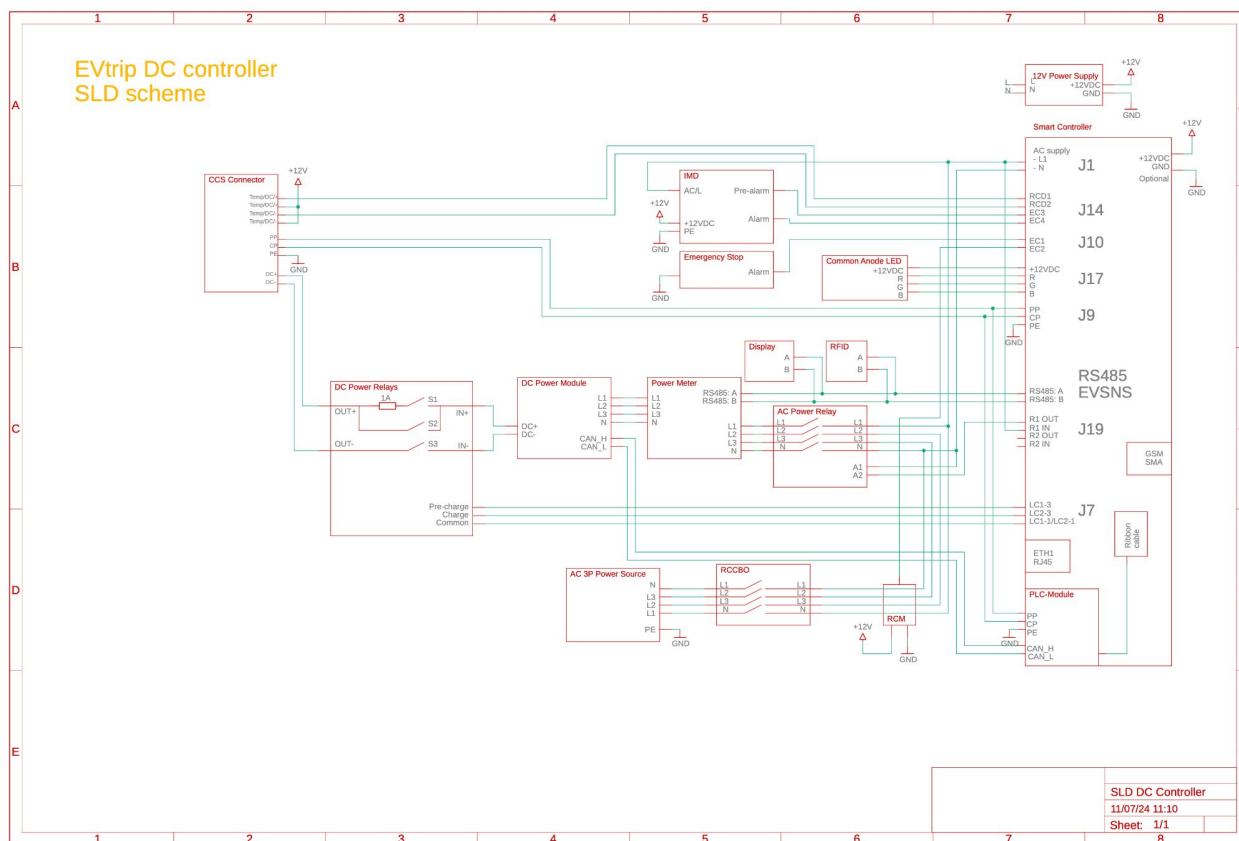 1 2 3 4 5 6 7 8
A
B
C
D
E
EVtrip DC controller
SLD scheme
12V Power Supply
L
N
L
N
+12VDC
GND
+12V
GND
Smart Controller
AC supply
- L1
- N
J1
+12VDC
GND
Optional
+12V
GND
RCD1
RCD2
EC3
EC4
J14
EC1
EC2
J10
+12VDC
R
G
B
J17
PP
CP
PE
J9
GND
RS485
EVSNS
RS485: A
RS485: B
R1 OUT
R1 IN
R2 OUT
R2 IN
J19
GSM
SMA
LC1-3
LC2-3
LC1-1/LC2-1
J7
Ribbon
cable
ETH1
RJ45
PLC-Module
PP
CP
PE
GND
CAN_H
CAN_L
CCS Connector
Temp/DC/+
Temp/DC/+
Temp/DC/-
Temp/DC/-
PP
CP
PE
DC+
DC-
+12V
GND
IMD
AC/L
Pre-alarm
Alarm
+12VDC
PE
+12V
GND
Emergency Stop
Alarm
GND
Common Anode LED
+12VDC
R
G
B
Display
A
B
RFID
A
B
DC Power Relays
1A
S1
S2
S3
OUT+
OUT-
IN+
IN-
Pre-charge
Charge
Common
DC Power Module
L1
L2
L3
N
DC+
DC-
CAN_H
CAN_L
Power Meter
L1
L2
L3
N
RS485: A
RS485: B
L1
L2
L3
N
AC Power Relay
L1 L1
L2 L2
L3 L3
N N
A1
A2
AC 3P Power Source
N
L3
L2
L1
PE
GND
RCCBO
L1 L1
L2 L2
L3 L3
N N
RCM
+12V
GND
SLD DC Controller
11/07/24 11:10
Sheet: 1/1
1 2 3 4 5 6 7 8